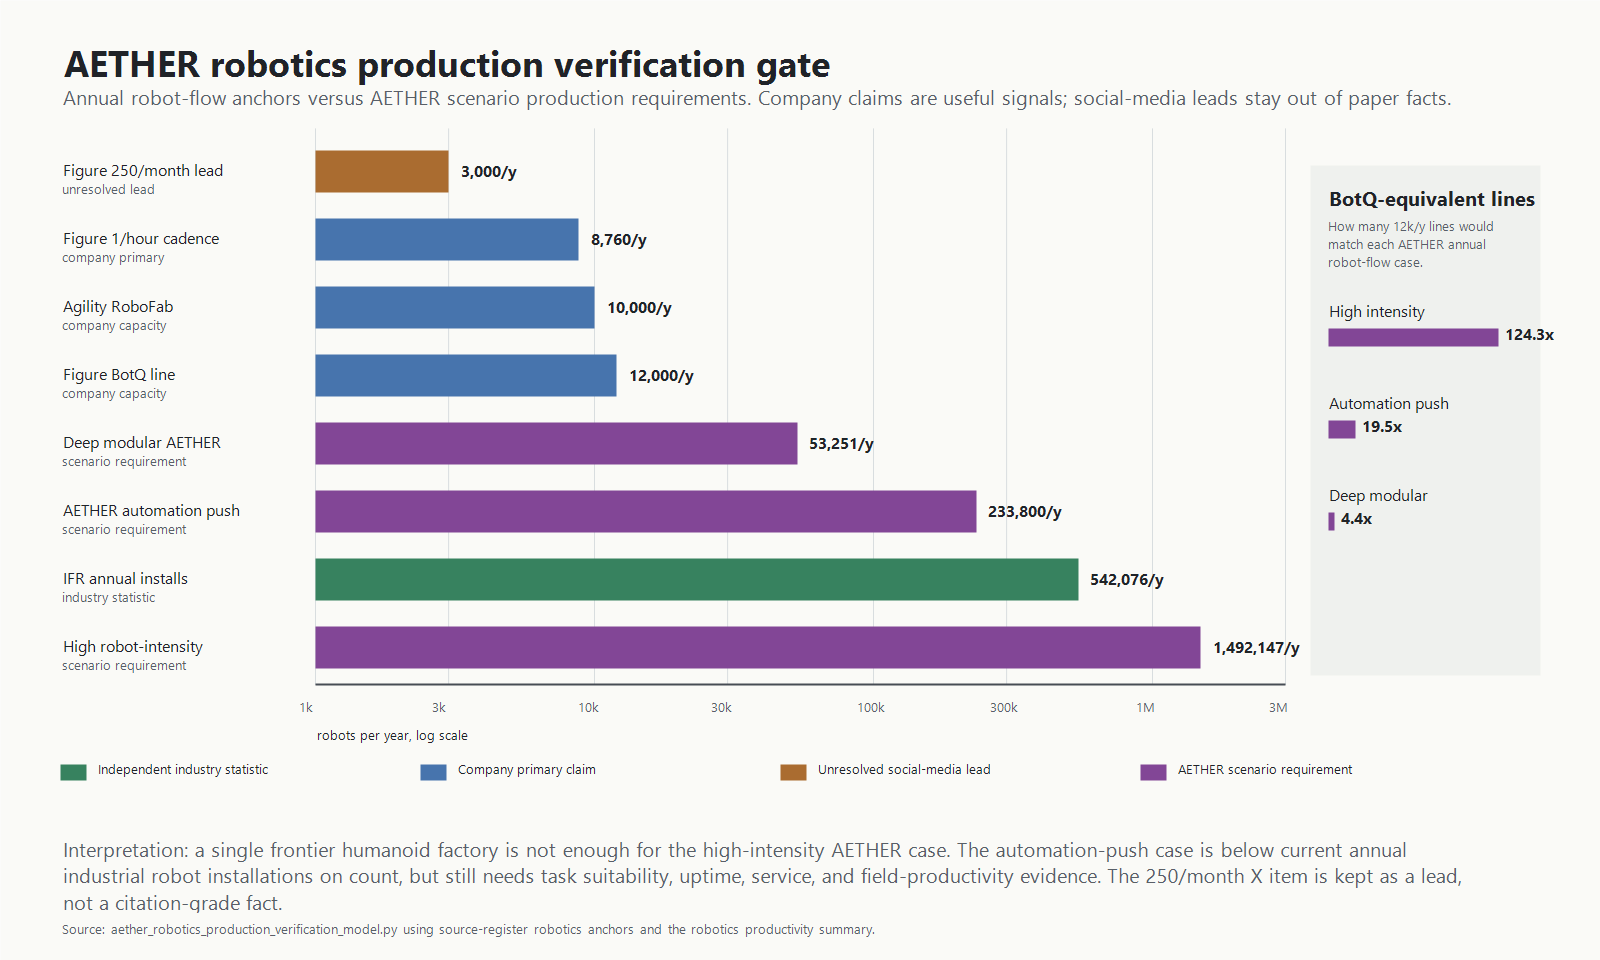 AETHER robotics production verification gate
Annual robot-flow anchors versus AETHER scenario production requirements. Company claims are useful signals; social-media leads stay out of paper facts.
Figure 250/month lead
unresolved lead
3,000/y
Figure 1/hour cadence
company primary
8,760/y
Agility RoboFab
company capacity
10,000/y
Figure BotQ line
company capacity
12,000/y
Deep modular AETHER
scenario requirement
53,251/y
AETHER automation push
scenario requirement
233,800/y
IFR annual installs
industry statistic
542,076/y
High robot-intensity
scenario requirement
1,492,147/y
1k 3k 10k 30k 100k 300k 1M 3M
robots per year, log scale
BotQ-equivalent lines
How many 12k/y lines would
match each AETHER annual
robot-flow case.
High intensity
124.3x
Automation push
19.5x
Deep modular
4.4x
Independent industry statistic
Company primary claim
Unresolved social-media lead
AETHER scenario requirement
Interpretation: a single frontier humanoid factory is not enough for the high-intensity AETHER case. The automation-push case is below current annual
industrial robot installations on count, but still needs task suitability, uptime, service, and field-productivity evidence. The 250/month X item is kept as a lead,
not a citation-grade fact.
Source: aether_robotics_production_verification_model.py using source-register robotics anchors and the robotics productivity summary.